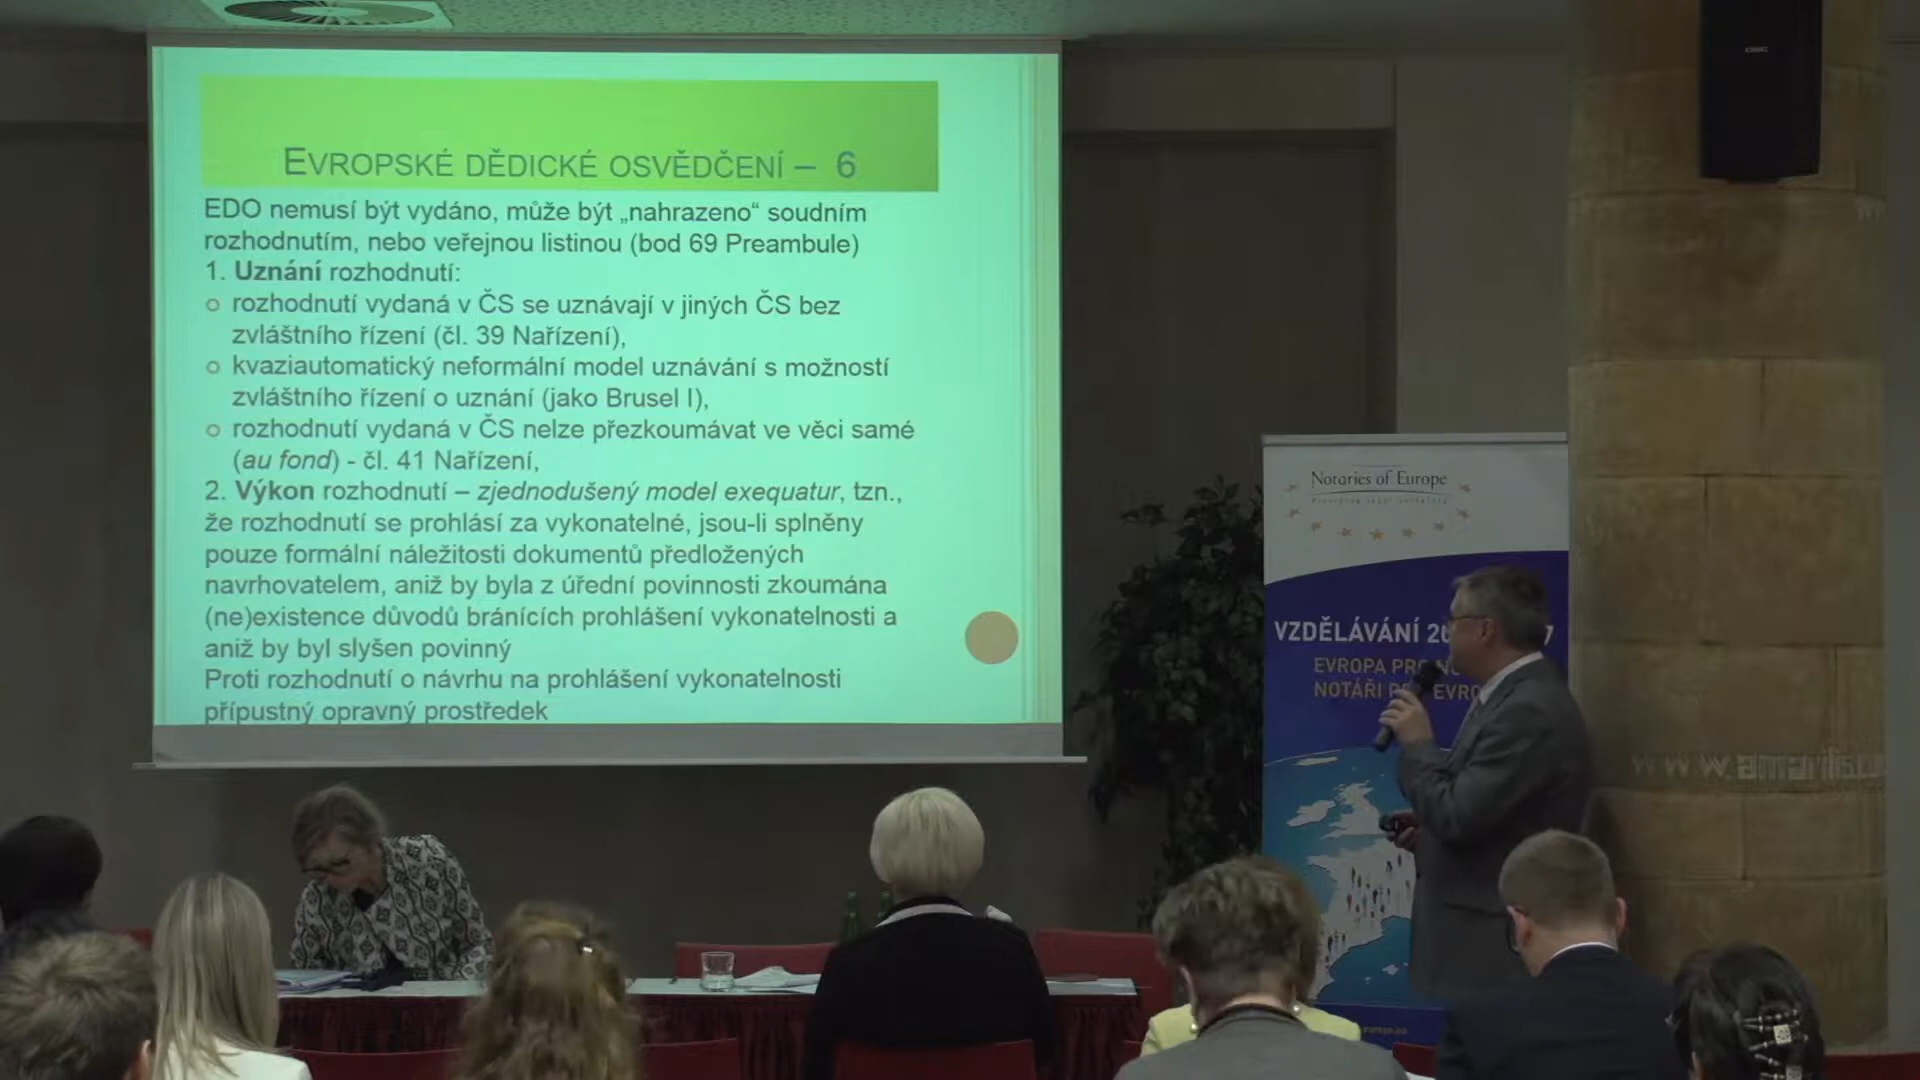 EVROPSKÉ DĚDICKÉ OSVĚDČENÍ – 6
EDO nemusí být vydáno, může být „nahrazeno“ soudním
rozhodnutím, nebo veřejnou listinou (bod 69 Preambule)
1. Uznání rozhodnutí:
rozhodnutí vydaná v ČS se uznávají v jiných ČS bez
zvláštního řízení (čl. 39 Nařízení),
kvaziautomatický neformální model uznávání s možností
zvláštního řízení o uznání (jako Brusel I),
rozhodnutí vydaná v ČS nelze přezkoumávat ve věci samé
(au fond) - čl. 41 Nařízení,
2. Výkon rozhodnutí – zjednodušený model exequatur, tzn.,
že rozhodnutí se prohlásí za vykonatelné, jsou-li splněny
pouze formální náležitosti dokumentů předložených
navrhovatelem, aniž by byla z úřední povinnosti zkoumána
(ne)existence důvodů bránících prohlášení vykonatelnosti a
aniž by byl slyšen povinný
Proti rozhodnutí o návrhu na prohlášení vykonatelnosti
přípustný opravný prostředek
Notaries of Europe
VZDĚLÁVÁNÍ 20 7
EVROPA PRO
NOTÁŘI
www.amarilis.c